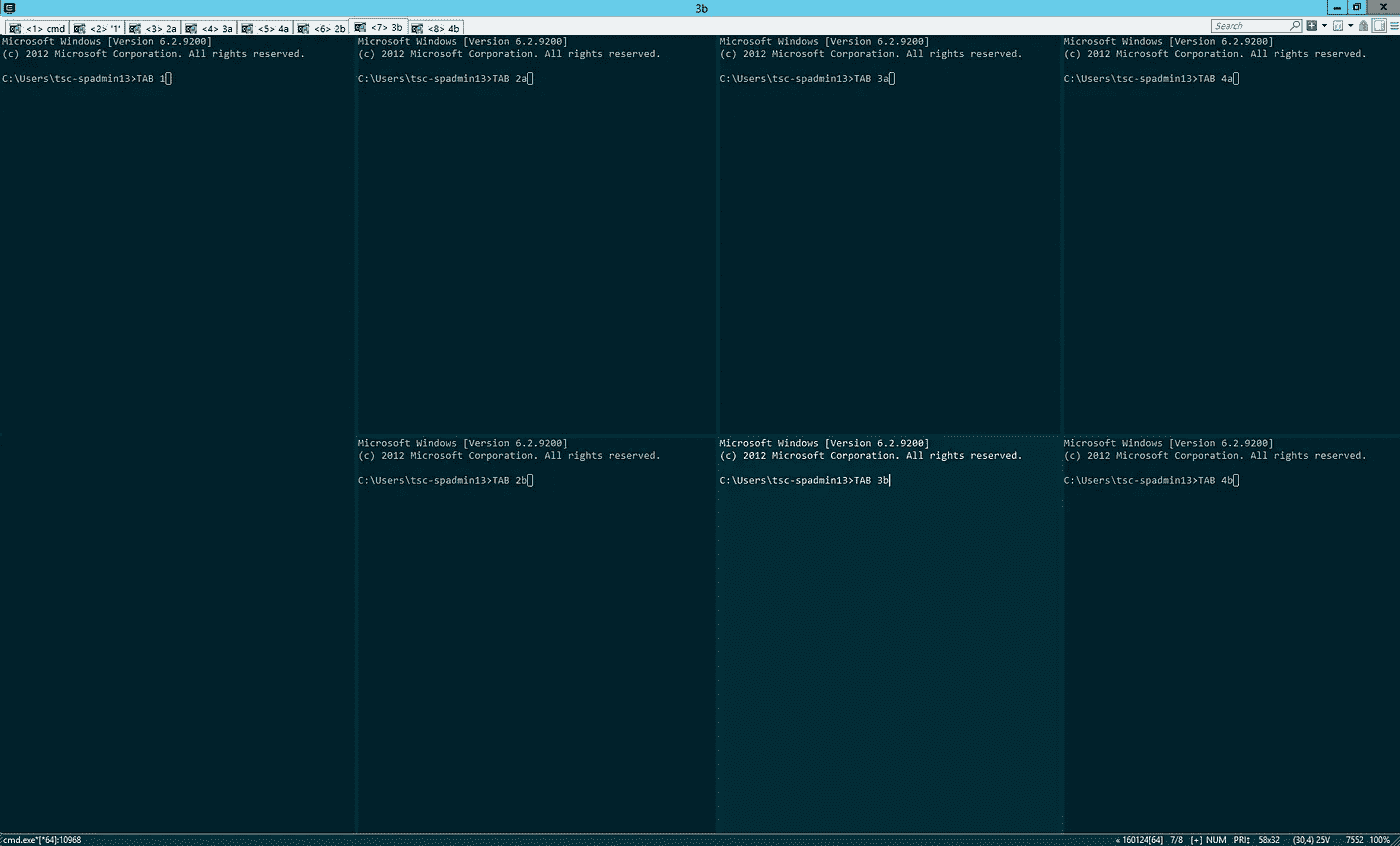 3b
<1> cmd <2> '1' <3> 2a <4> 3a <5> 4a <6> 2b <7> 3b <8> 4b Search
Microsoft Windows [Version 6.2.9200]
(c) 2012 Microsoft Corporation. All rights reserved.
C:\Users\tsc-spadmin13>TAB 1
Microsoft Windows [Version 6.2.9200]
(c) 2012 Microsoft Corporation. All rights reserved.
C:\Users\tsc-spadmin13>TAB 2a
Microsoft Windows [Version 6.2.9200]
(c) 2012 Microsoft Corporation. All rights reserved.
C:\Users\tsc-spadmin13>TAB 3a
Microsoft Windows [Version 6.2.9200]
(c) 2012 Microsoft Corporation. All rights reserved.
C:\Users\tsc-spadmin13>TAB 4a
Microsoft Windows [Version 6.2.9200]
(c) 2012 Microsoft Corporation. All rights reserved.
C:\Users\tsc-spadmin13>TAB 2b
Microsoft Windows [Version 6.2.9200]
(c) 2012 Microsoft Corporation. All rights reserved.
C:\Users\tsc-spadmin13>TAB 3b
Microsoft Windows [Version 6.2.9200]
(c) 2012 Microsoft Corporation. All rights reserved.
C:\Users\tsc-spadmin13>TAB 4b
cmd.exe*[*64]:10968 « 160124[64] 7/8 [+] NUM PRI↕ 58x32 (30,4) 25V 7552 100%